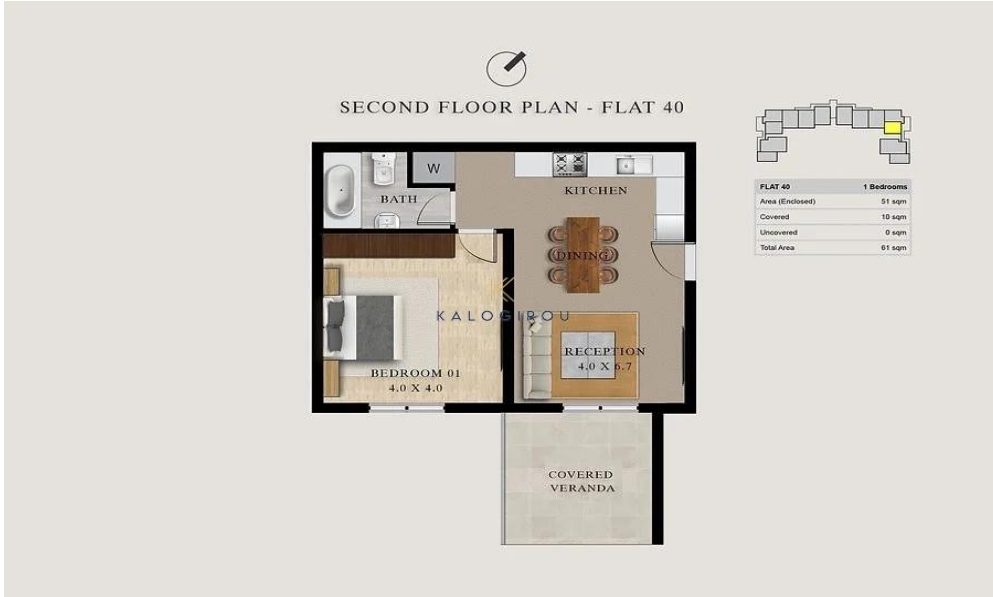 SECOND FLOOR PLAN - FLAT 40
FLAT 40 1 Bedrooms
Area (Enclosed) 51 sqm
Covered 10 sqm
Uncovered 0 sqm
Total Area 61 sqm
W
KITCHEN
BATH
DINING
KALOGIROU
RECEPTION
4.0 X 6.7
BEDROOM 01
4.0 X 4.0
COVERED
VERANDA